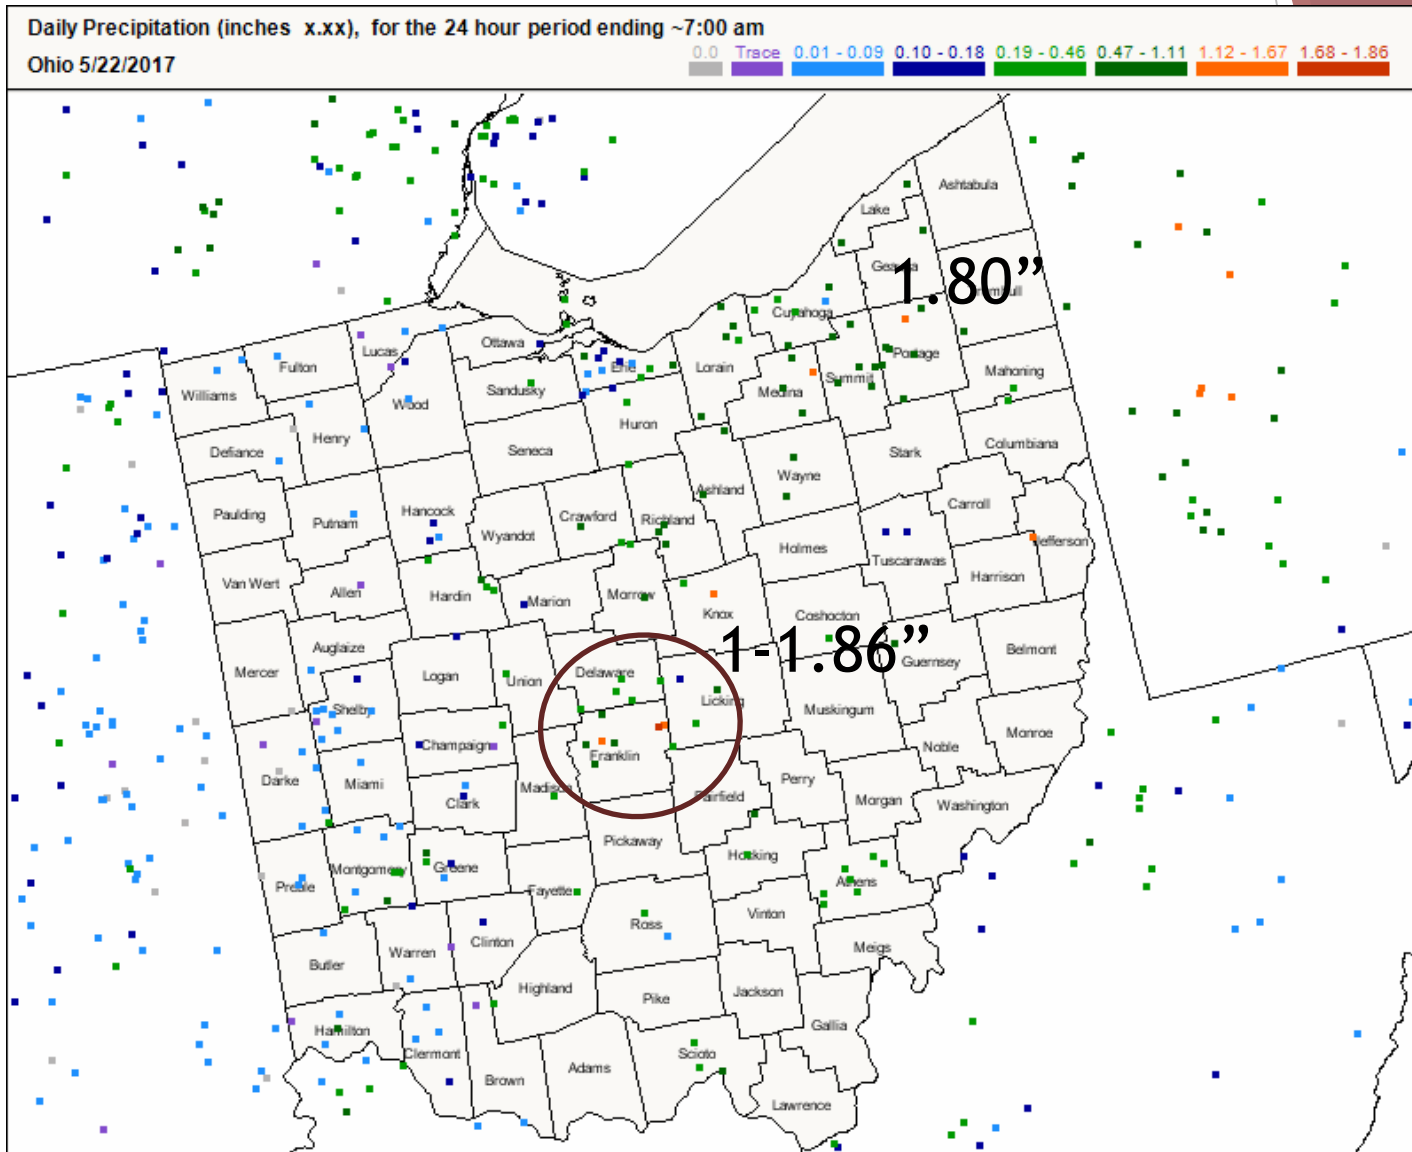 Daily Precipitation (inches x.xx), for the 24 hour period ending ~7:00 am
Ohio 5/22/2017
0.0 Trace 0.01 - 0.09 0.10 - 0.18 0.19 - 0.46 0.47 - 1.11 1.12 - 1.67 1.68 - 1.86
Ashtabula
Lake
Geauga
1.80”
Trumbull
Cuyahoga
Ottawa
Lucas
Fulton
Erie
Lorain
Portage
Mahoning
Williams
Sandusky
Medina
Summit
Wood
Huron
Henry
Defiance
Seneca
Stark
Columbiana
Wayne
Ashland
Carroll
Paulding
Putnam
Hancock
Crawford
Richland
Wyandot
Holmes
Jefferson
Tuscarawas
Harrison
Van Wert
Allen
Hardin
Marion
Morrow
Knox
Coshocton
1-1.86”
Auglaize
Mercer
Logan
Union
Delaware
Guernsey
Belmont
Shelby
Licking
Muskingum
Champaign
Franklin
Noble
Monroe
Darke
Miami
Clark
Madison
Fairfield
Perry
Morgan
Washington
Pickaway
Hocking
Montgomery
Greene
Preble
Fayette
Athens
Ross
Vinton
Butler
Warren
Clinton
Meigs
Highland
Pike
Jackson
Hamilton
Clermont
Gallia
Scioto
Brown
Adams
Lawrence